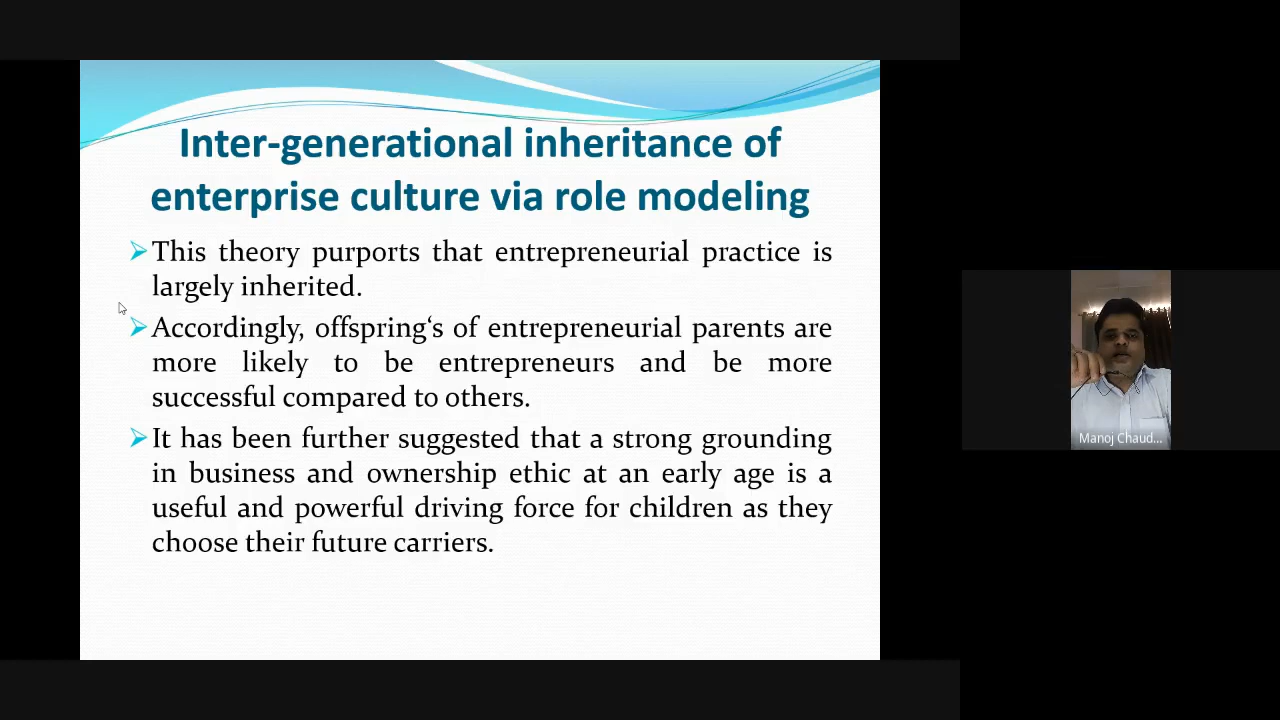 Inter-generational inheritance of
enterprise culture via role modeling
This theory purports that entrepreneurial practice is
largely inherited.
Accordingly, offspring‘s of entrepreneurial parents are
more likely to be entrepreneurs and be more
successful compared to others.
It has been further suggested that a strong grounding
in business and ownership ethic at an early age is a
useful and powerful driving force for children as they
choose their future carriers.
Manoj Chaud...